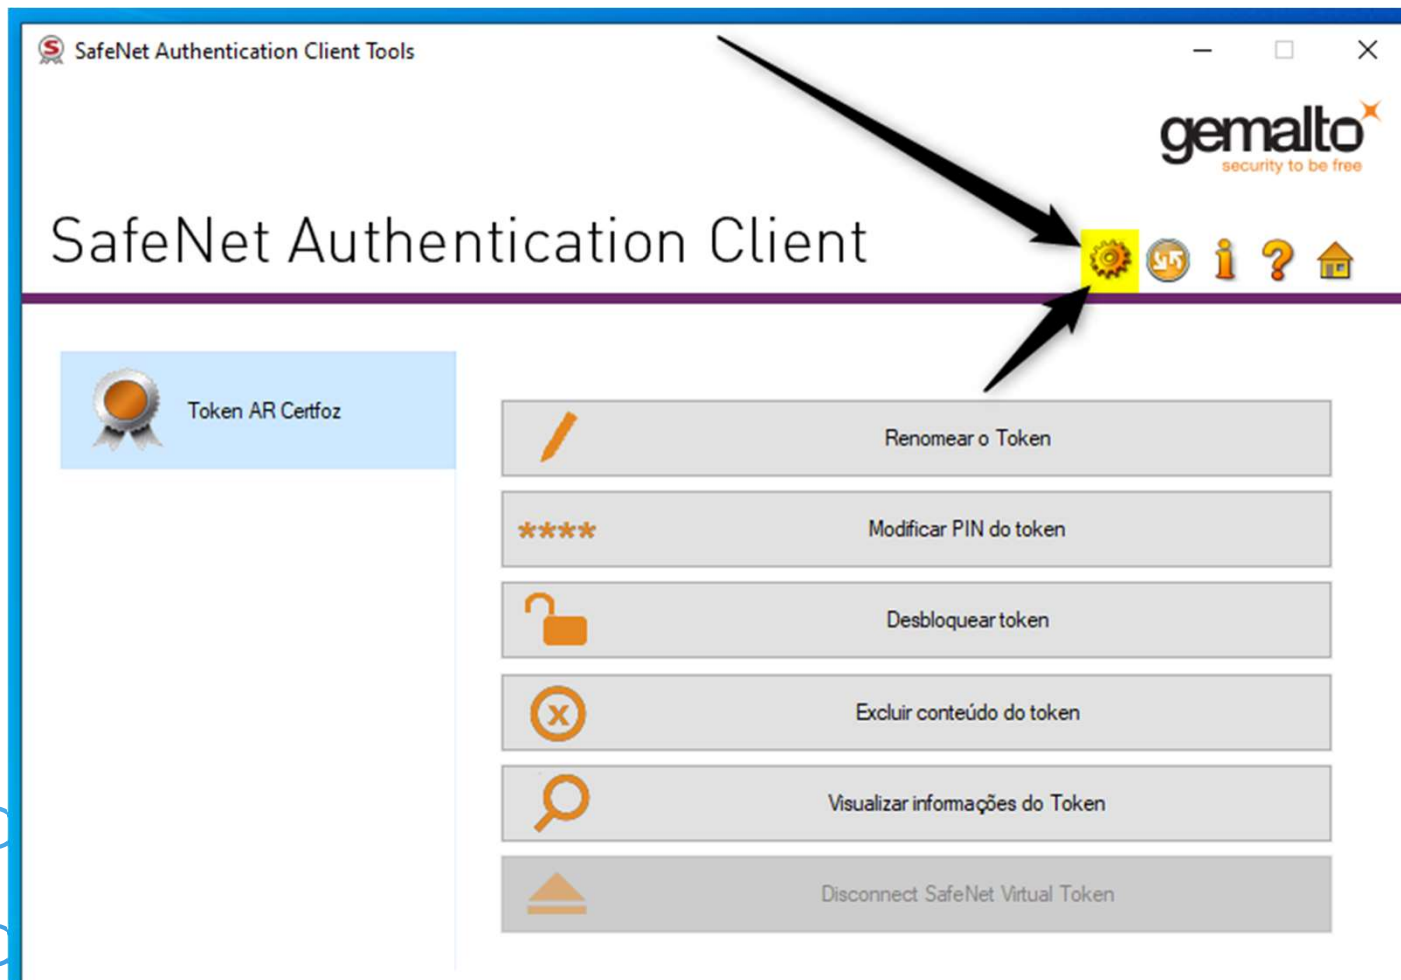 SafeNet Authentication Client Tools
gemalto
security to be free
SafeNet Authentication Client
Token AR Certfoz
Renomear o Token
**** Modificar PIN do token
Desbloquear token
Excluir conteúdo do token
Visualizar informações do Token
Disconnect SafeNet Virtual Token